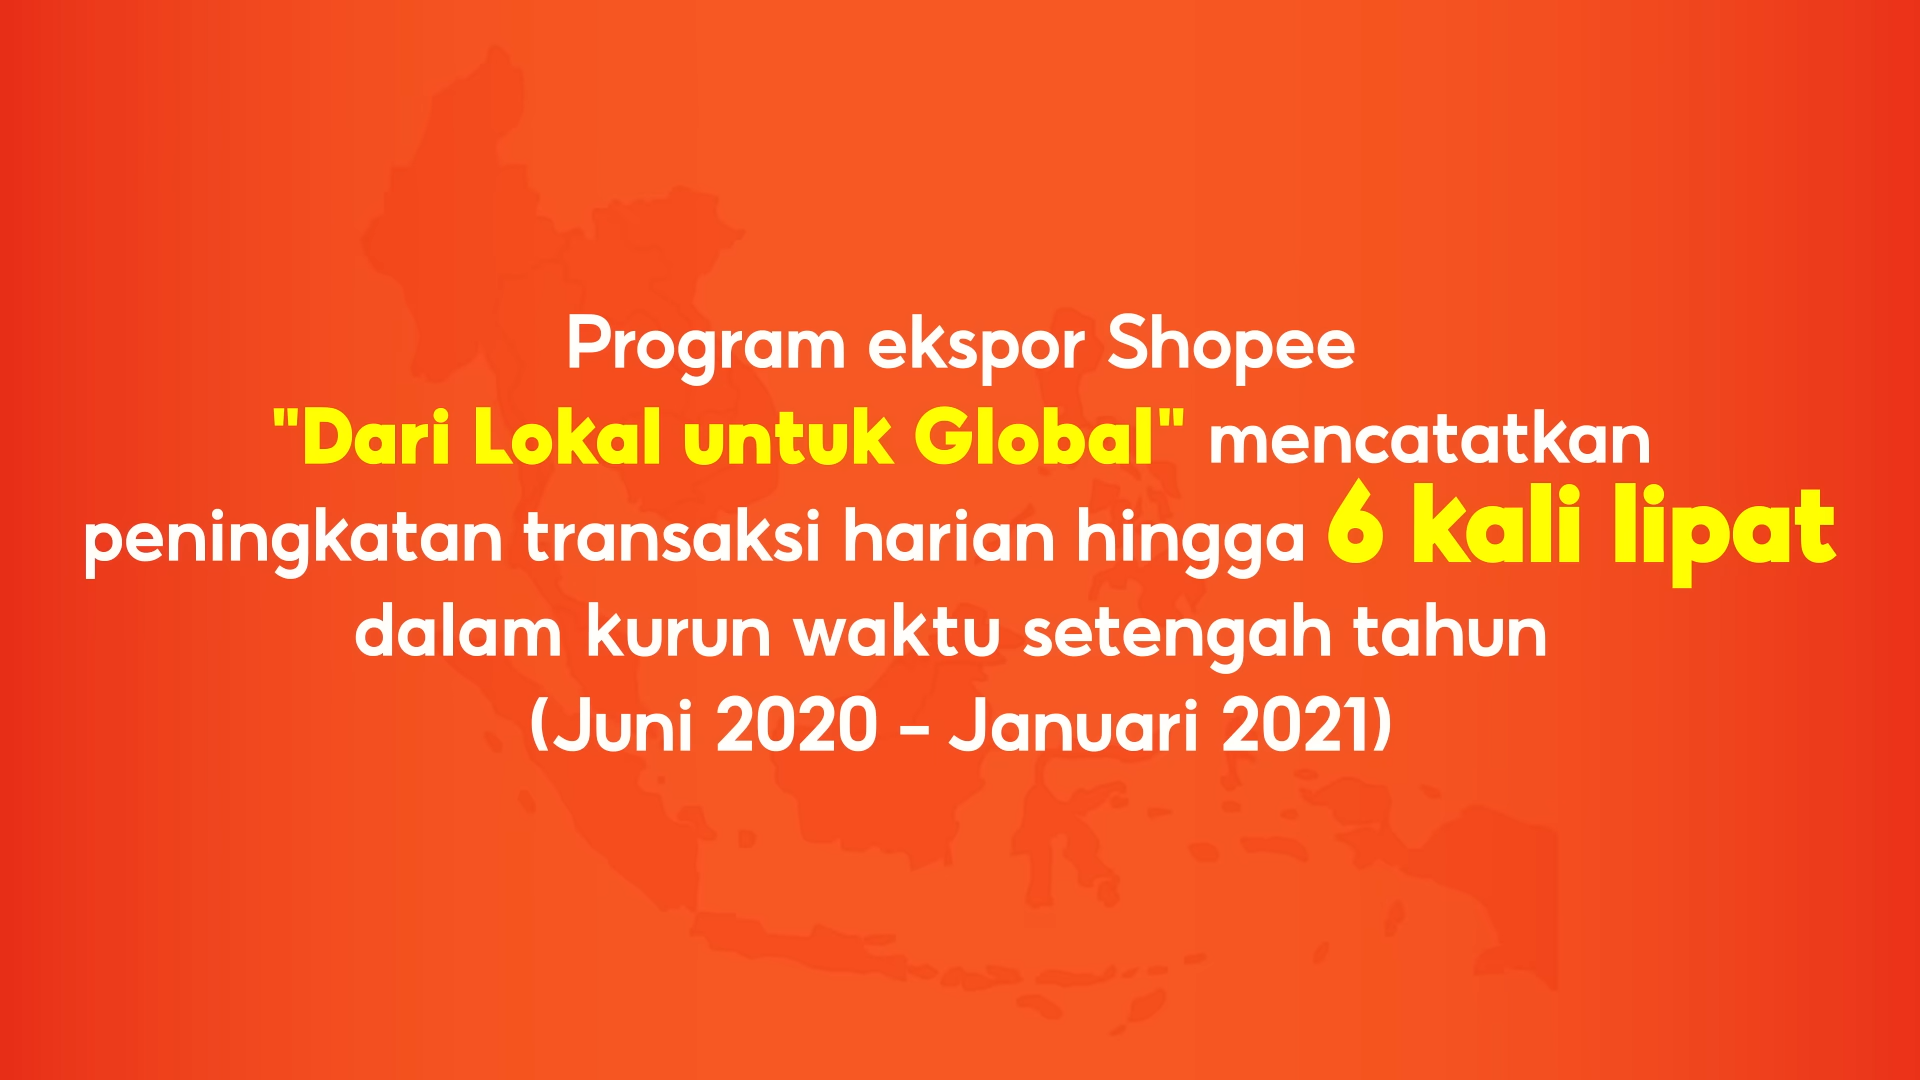 Program ekspor Shopee
"Dari Lokal untuk Global" mencatatkan
peningkatan transaksi harian hingga 6 kali lipat
dalam kurun waktu setengah tahun
(Juni 2020 - Januari 2021)